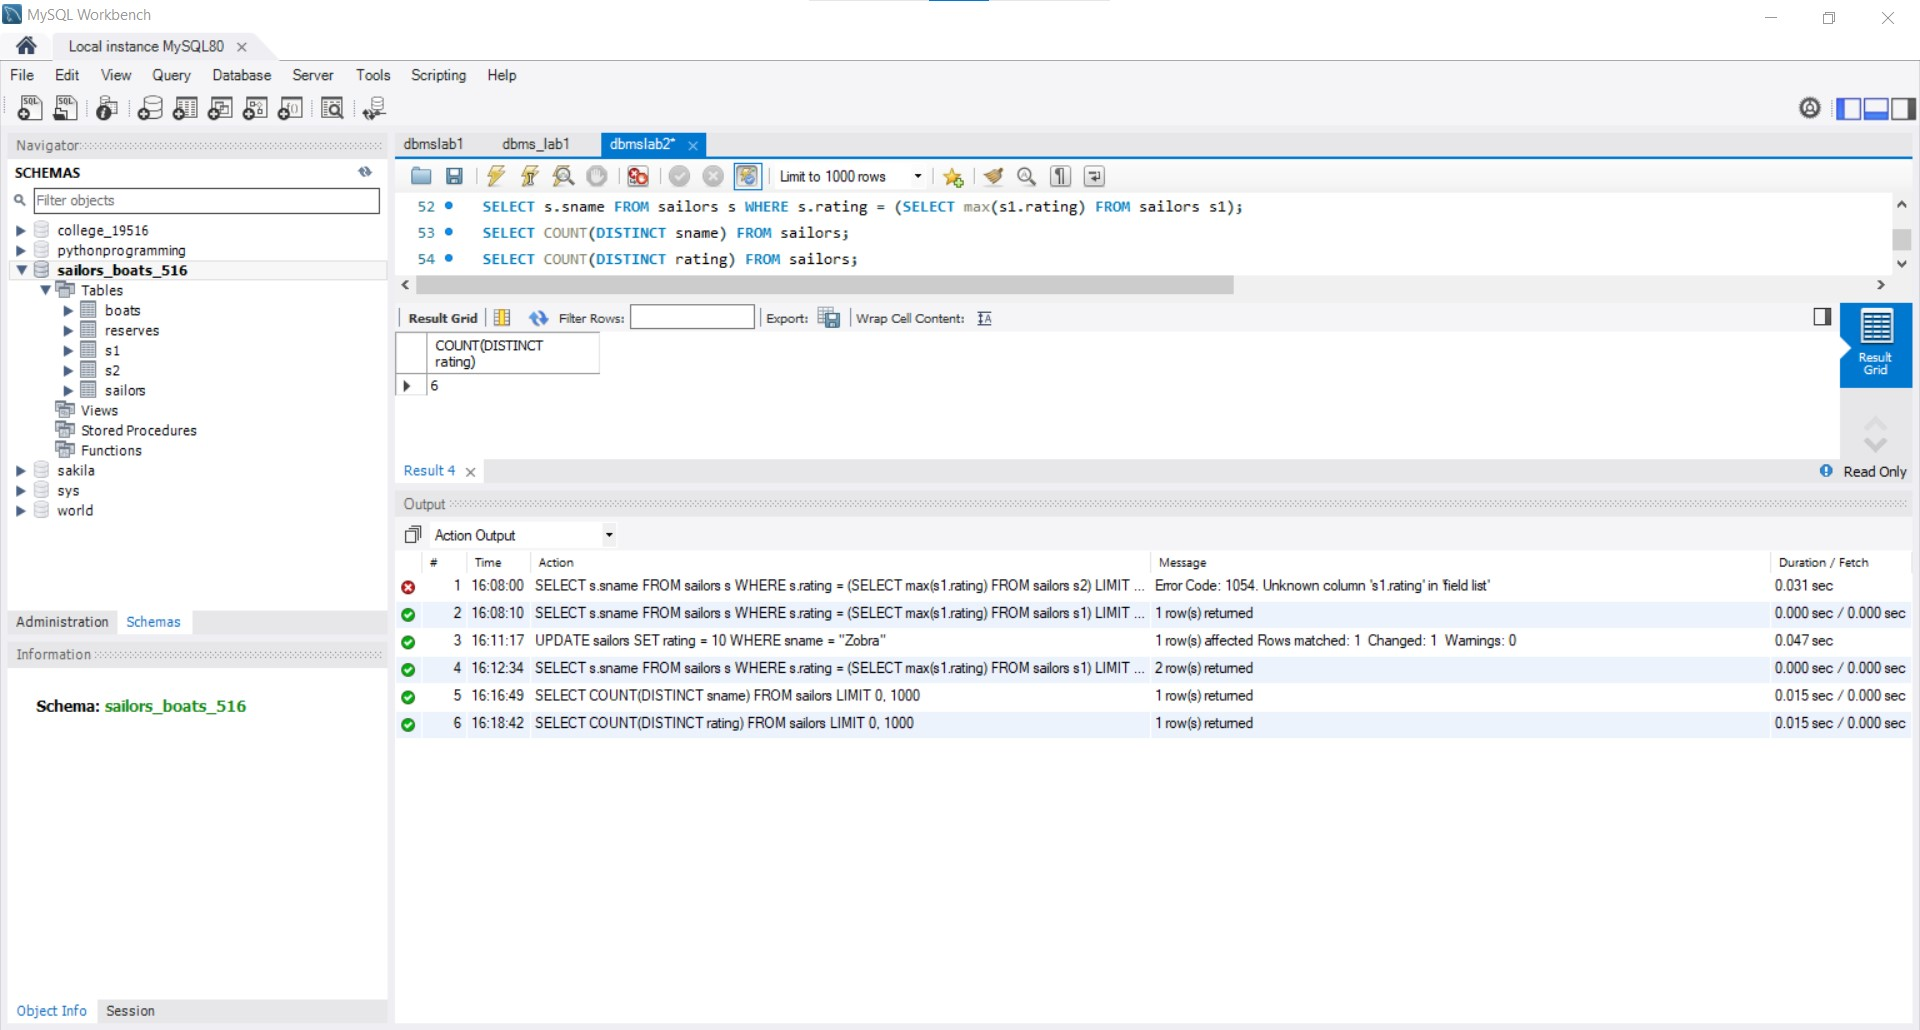 MySQL Workbench
Local instance MySQL80
File Edit View Query Database Server Tools Scripting Help
Navigator
SCHEMAS
Filter objects
college_19516
pythonprogramming
sailors_boats_516
Tables
boats
reserves
s1
s2
sailors
Views
Stored Procedures
Functions
sakila
sys
world
Administration Schemas
Information
Schema: sailors_boats_516
Object Info Session
dbmslab1 dbms_lab1 dbmslab2*
Limit to 1000 rows
52 SELECT s.sname FROM sailors s WHERE s.rating = (SELECT max(s1.rating) FROM sailors s1);
53 SELECT COUNT(DISTINCT sname) FROM sailors;
54 SELECT COUNT(DISTINCT rating) FROM sailors;
Result Grid Filter Rows: Export: Wrap Cell Content:
COUNT(DISTINCT
rating)
6
Result
Grid
Result 4 Read Only
Output
Action Output
# Time Action Message Duration / Fetch
1 16:08:00 SELECT s.sname FROM sailors s WHERE s.rating = (SELECT max(s1.rating) FROM sailors s2) LIMIT ... Error Code: 1054. Unknown column 's1.rating' in 'field list' 0.031 sec
2 16:08:10 SELECT s.sname FROM sailors s WHERE s.rating = (SELECT max(s1.rating) FROM sailors s1) LIMIT ... 1 row(s) returned 0.000 sec / 0.000 sec
3 16:11:17 UPDATE sailors SET rating = 10 WHERE sname = "Zobra" 1 row(s) affected Rows matched: 1 Changed: 1 Warnings: 0 0.047 sec
4 16:12:34 SELECT s.sname FROM sailors s WHERE s.rating = (SELECT max(s1.rating) FROM sailors s1) LIMIT ... 2 row(s) returned 0.000 sec / 0.000 sec
5 16:16:49 SELECT COUNT(DISTINCT sname) FROM sailors LIMIT 0, 1000 1 row(s) returned 0.015 sec / 0.000 sec
6 16:18:42 SELECT COUNT(DISTINCT rating) FROM sailors LIMIT 0, 1000 1 row(s) returned 0.015 sec / 0.000 sec